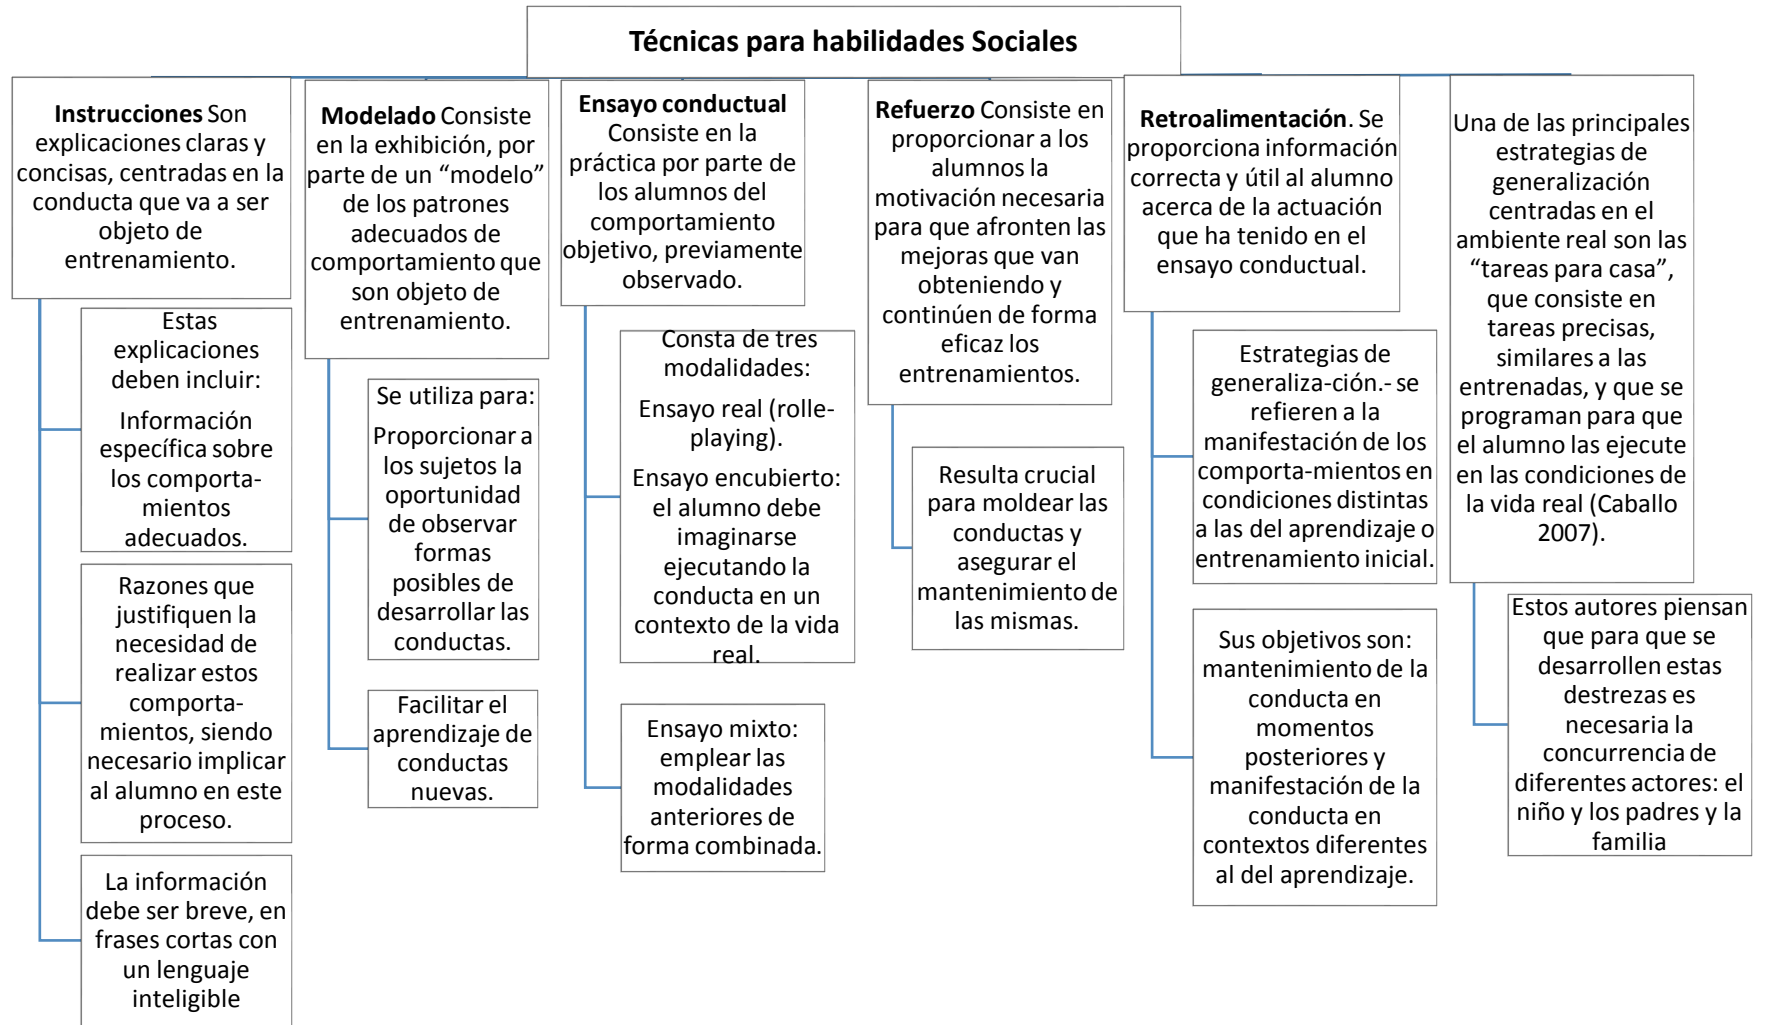 Técnicas para habilidades Sociales
Instrucciones Son
explicaciones claras y
concisas, centradas en la
conducta que va a ser
objeto de
entrenamiento.
Estas
explicaciones
deben incluir:
Información
específica sobre
los comporta-
mientos
adecuados.
Razones que
justifiquen la
necesidad de
realizar estos
comporta-
mientos, siendo
necesario implicar
al alumno en este
proceso.
La información
debe ser breve, en
frases cortas con
un lenguaje
inteligible
Modelado Consiste
en la exhibición, por
parte de un “modelo”
de los patrones
adecuados de
comportamiento que
son objeto de
entrenamiento.
Se utiliza para:
Proporcionar a
los sujetos la
oportunidad
de observar
formas
posibles de
desarrollar las
conductas.
Facilitar el
aprendizaje de
conductas
nuevas.
Ensayo conductual
Consiste en la
práctica por parte de
los alumnos del
comportamiento
objetivo, previamente
observado.
Consta de tres
modalidades:
Ensayo real (rolle-
playing).
Ensayo encubierto:
el alumno debe
imaginarse
ejecutando la
conducta en un
contexto de la vida
real.
Ensayo mixto:
emplear las
modalidades
anteriores de
forma combinada.
Refuerzo Consiste en
proporcionar a los
alumnos la
motivación necesaria
para que afronten las
mejoras que van
obteniendo y
continúen de forma
eficaz los
entrenamientos.
Resulta crucial
para moldear las
conductas y
asegurar el
mantenimiento de
las mismas.
Retroalimentación. Se
proporciona información
correcta y útil al alumno
acerca de la actuación
que ha tenido en el
ensayo conductual.
Estrategias de
generaliza-ción.- se
refieren a la
manifestación de los
comporta-mientos en
condiciones distintas
a las del aprendizaje o
entrenamiento inicial.
Sus objetivos son:
mantenimiento de la
conducta en
momentos
posteriores y
manifestación de la
conducta en
contextos diferentes
al del aprendizaje.
Una de las principales
estrategias de
generalización
centradas en el
ambiente real son las
“tareas para casa”,
que consiste en
tareas precisas,
similares a las
entrenadas, y que se
programan para que
el alumno las ejecute
en las condiciones de
la vida real (Caballo
2007).
Estos autores piensan
que para que se
desarrollen estas
destrezas es
necesaria la
concurrencia de
diferentes actores: el
niño y los padres y la
familia